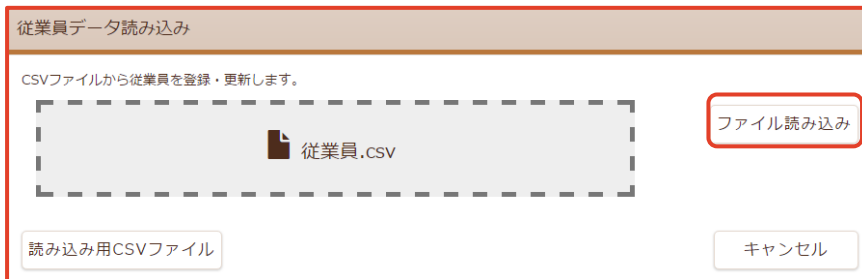 従業員データ読み込み
CSVファイルから従業員を登録・更新します。
従業員.csv
ファイル読み込み
読み込み用CSVファイル
キャンセル